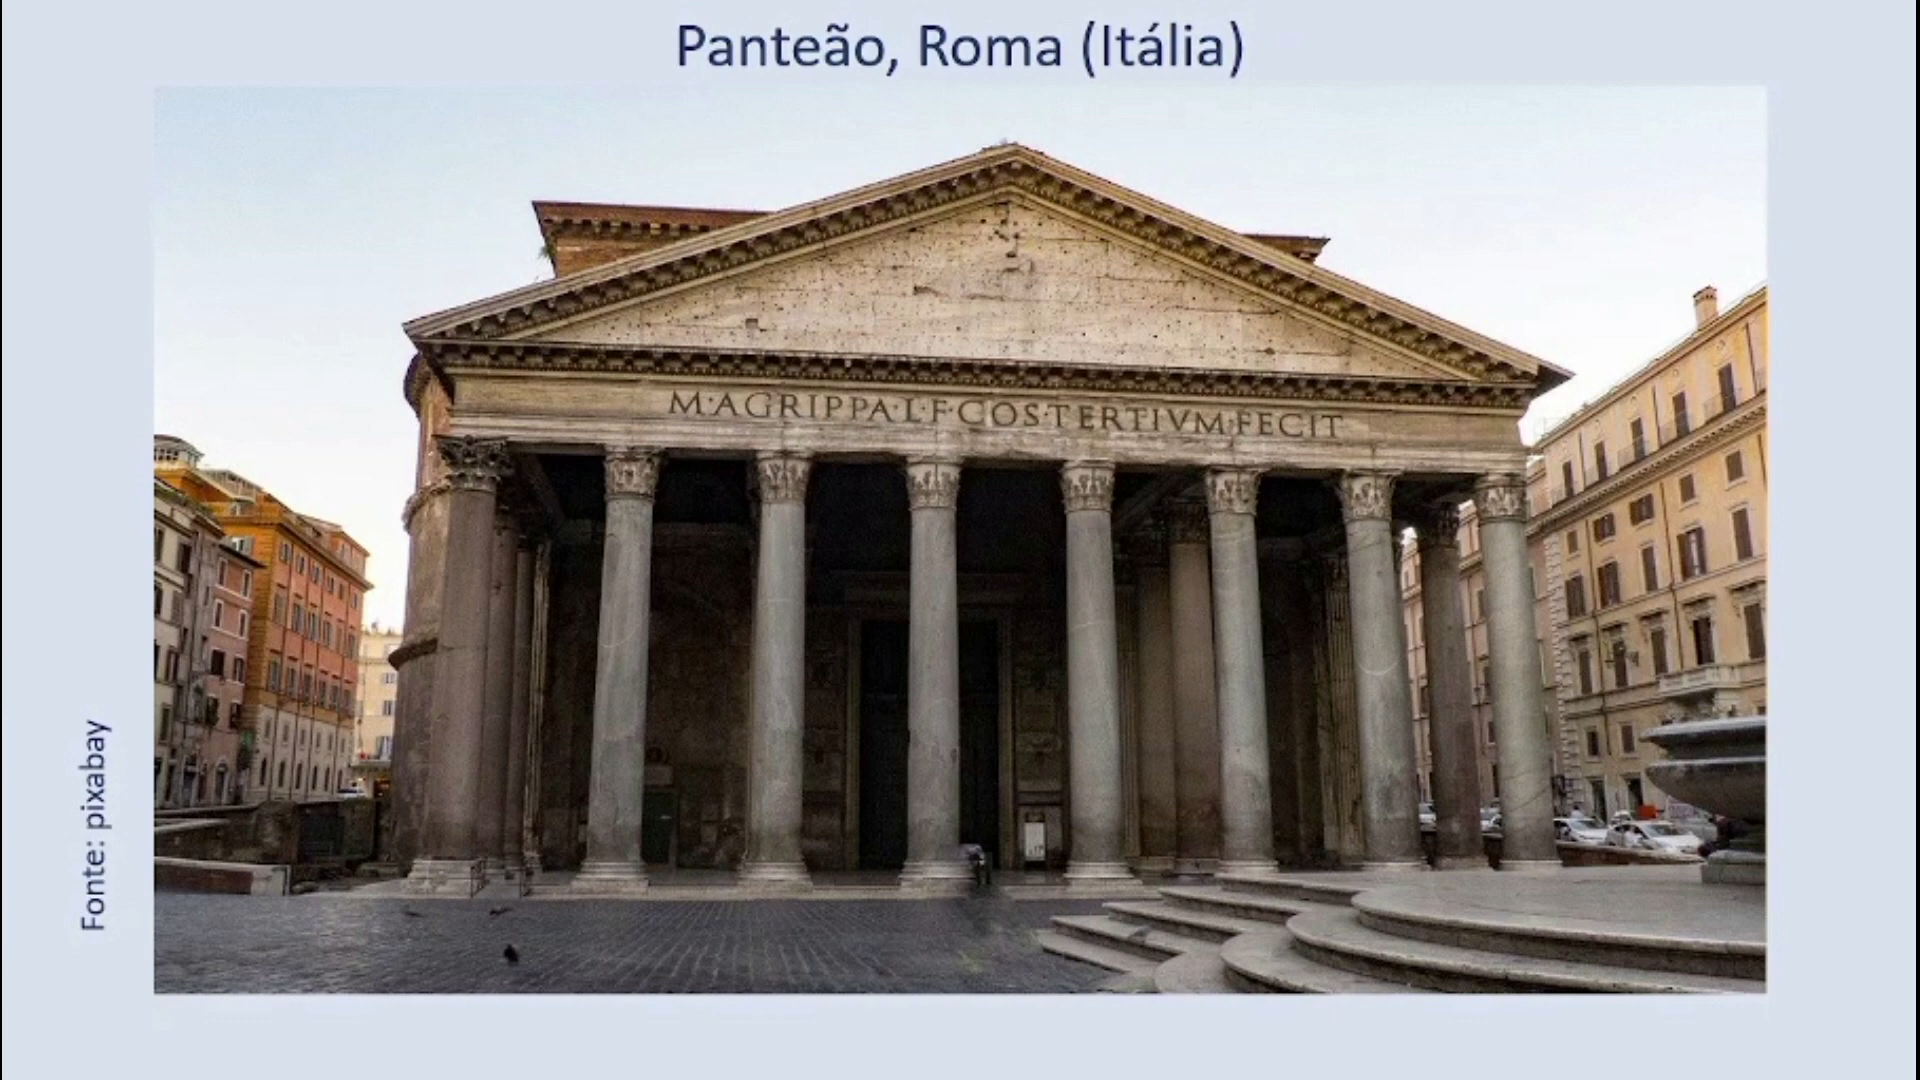 Panteão, Roma (Itália)
M·AGRIPPA·L·F·COS·TERTIVM·FECIT
Fonte: pixabay